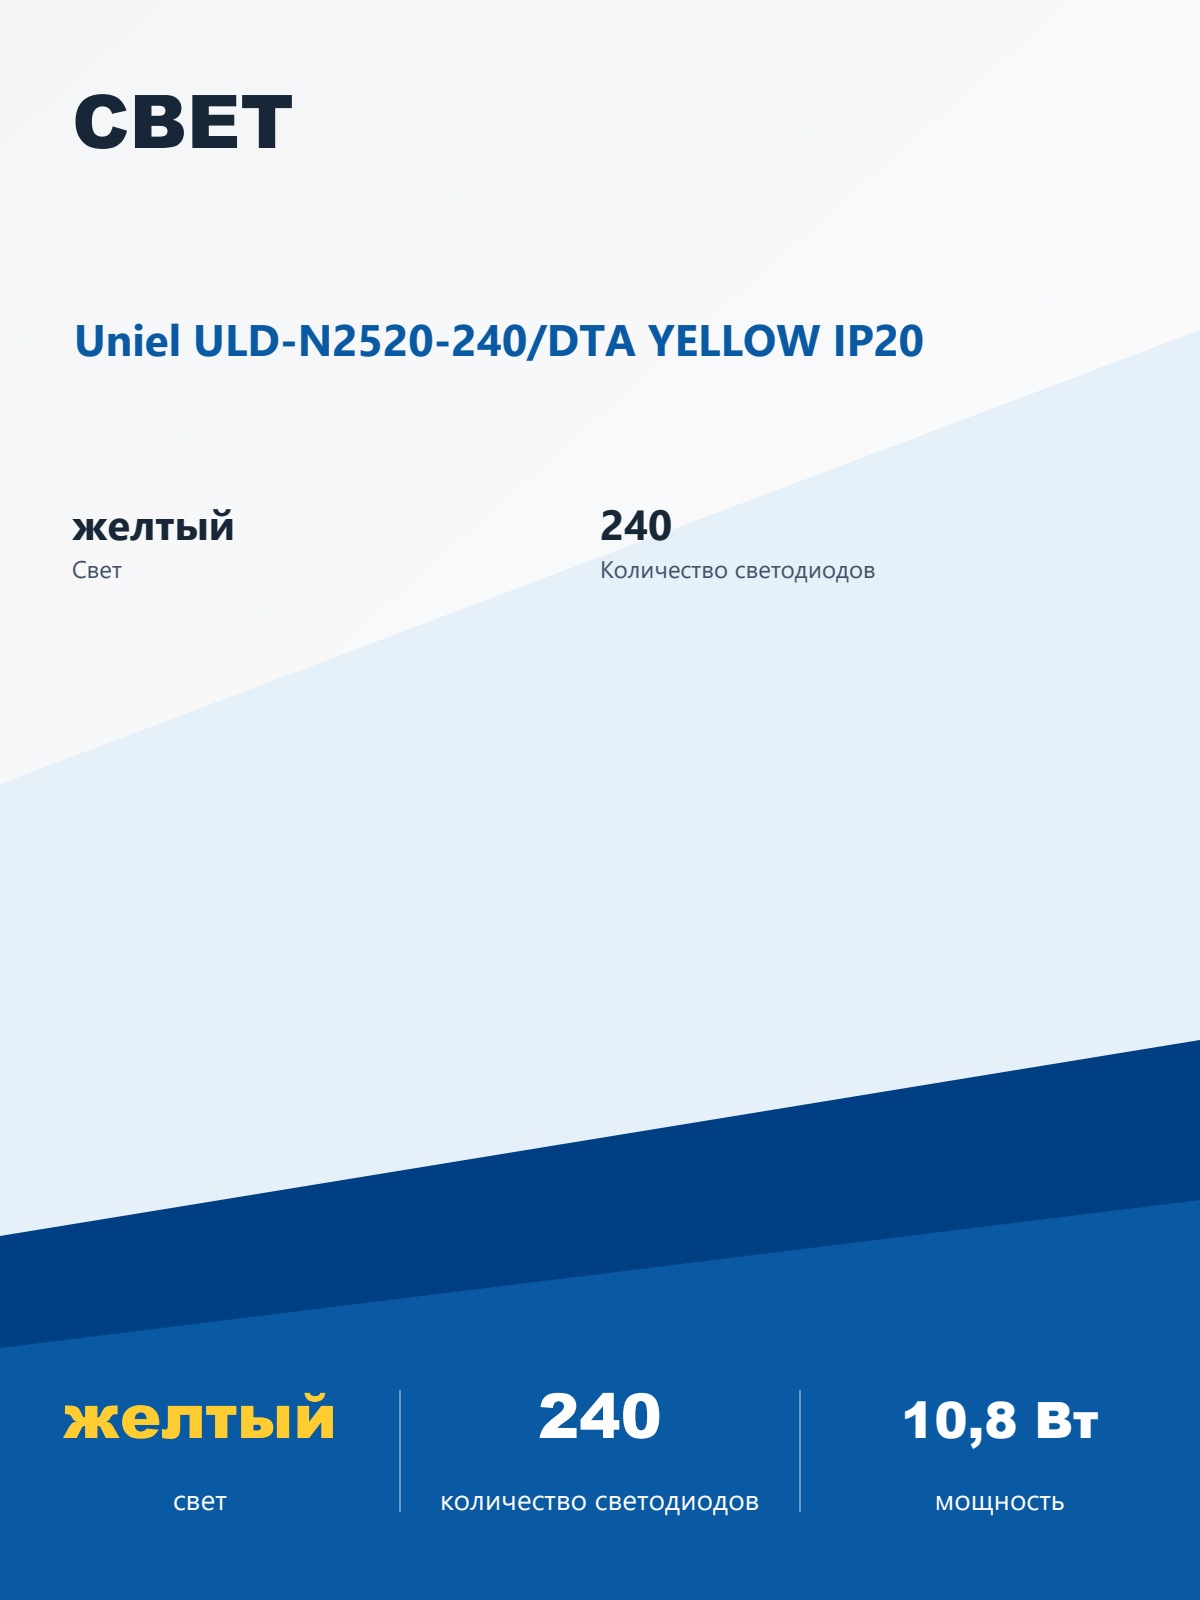 СВЕТ
Uniel ULD-N2520-240/DTA YELLOW IP20
желтый
Свет
240
Количество светодиодов
желтый
свет
240
количество светодиодов
10,8 Вт
мощность